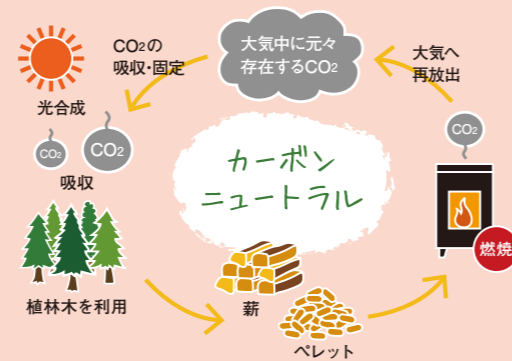 CO₂の
吸収・固定
大気中に元々
存在するCO₂
大気へ
再放出
光合成
CO₂
CO₂
吸収
CO₂
カーボン
ニュートラル
燃焼
植林木を利用
薪
ペレット